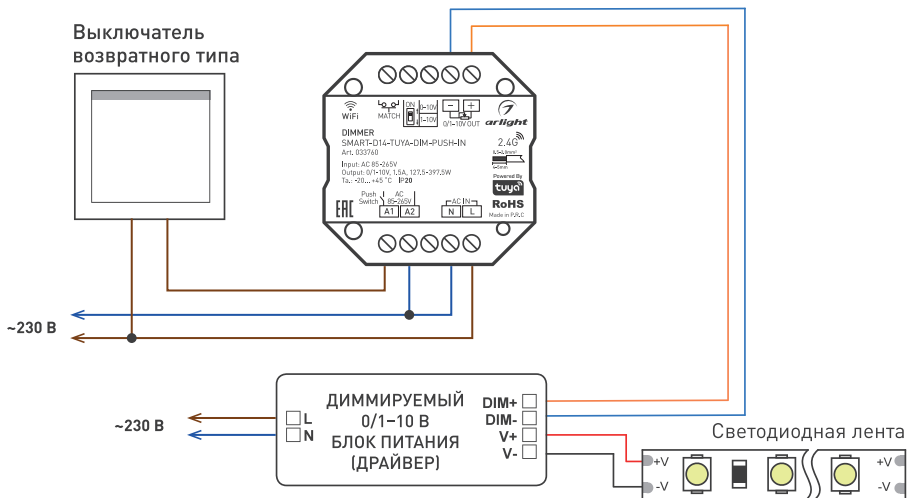 Выключатель
возвратного типа
WiFi
MATCH
ON
0-10V
1-10V
- +
0/1-10V OUT
arlight
DIMMER
SMART-D14-TUYA-DIM-PUSH-IN
Art. 033760
2.4G
Input: AC 85-265V
Output: 0/1-10V, 1.5A, 127.5-397.5W
Ta.: -20... +45 °C IP20
Powered By
tuya
RoHS
Made in P.R.C
EAC
Push
Switch
AC
85-265V
AC IN
A1 A2 N L
~230 В
~230 В
L
N
ДИММИРУЕМЫЙ
0/1–10 В
БЛОК ПИТАНИЯ
(ДРАЙВЕР)
DIM+
DIM-
V+
V-
Светодиодная лента
+V +V
-V -V